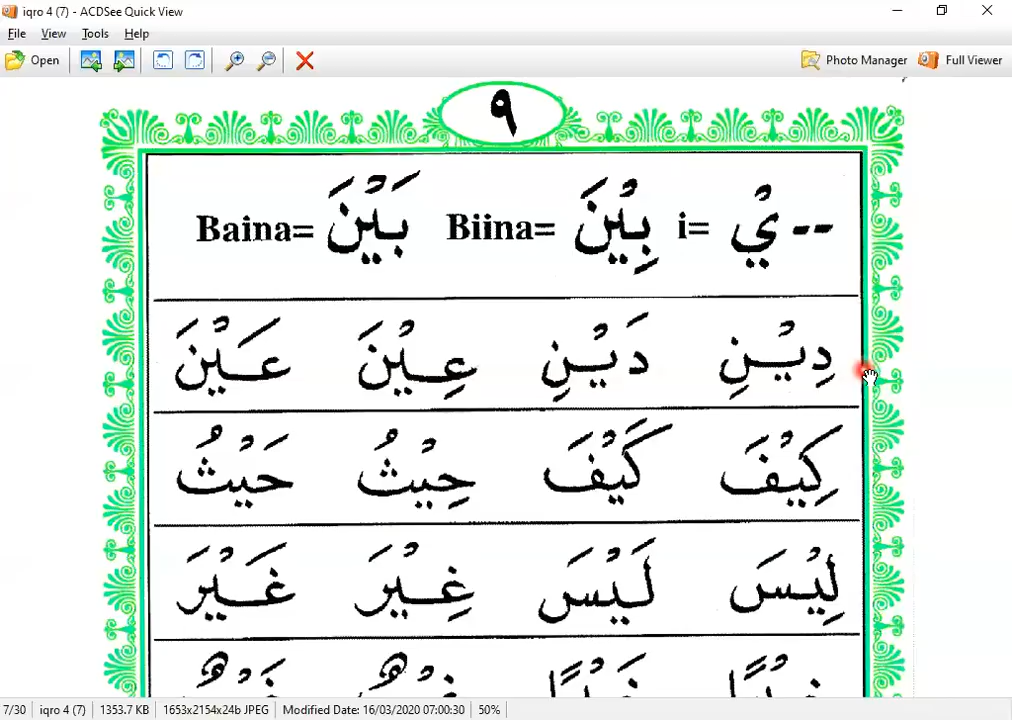 iqro 4 (7) - ACDSee Quick View
File View Tools Help
Open Photo Manager Full Viewer
٩
-- يْ =i بِيْنَ =Biina بَيْنَ =Baina
دِيْنِ دَيْنِ عِيْنَ عَيْنَ
كِيْفَ كَيْفَ حِيْثُ حَيْثُ
لِيْسَ لَيْسَ غِيْرَ غَيْرَ
7/30 iqro 4 (7) 1353.7 KB 1653x2154x24b JPEG Modified Date: 16/03/2020 07:00:30 50%